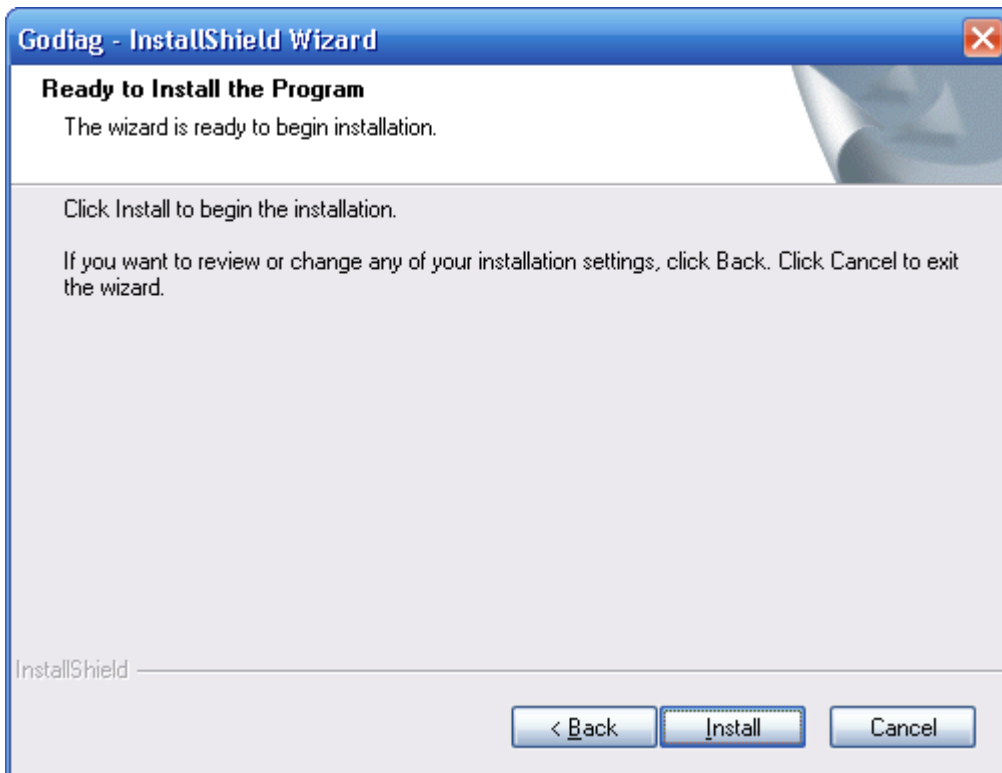 Godiag - InstallShield Wizard
Ready to Install the Program
The wizard is ready to begin installation.
Click Install to begin the installation.
If you want to review or change any of your installation settings, click Back. Click Cancel to exit
the wizard.
InstallShield
< Back Install Cancel